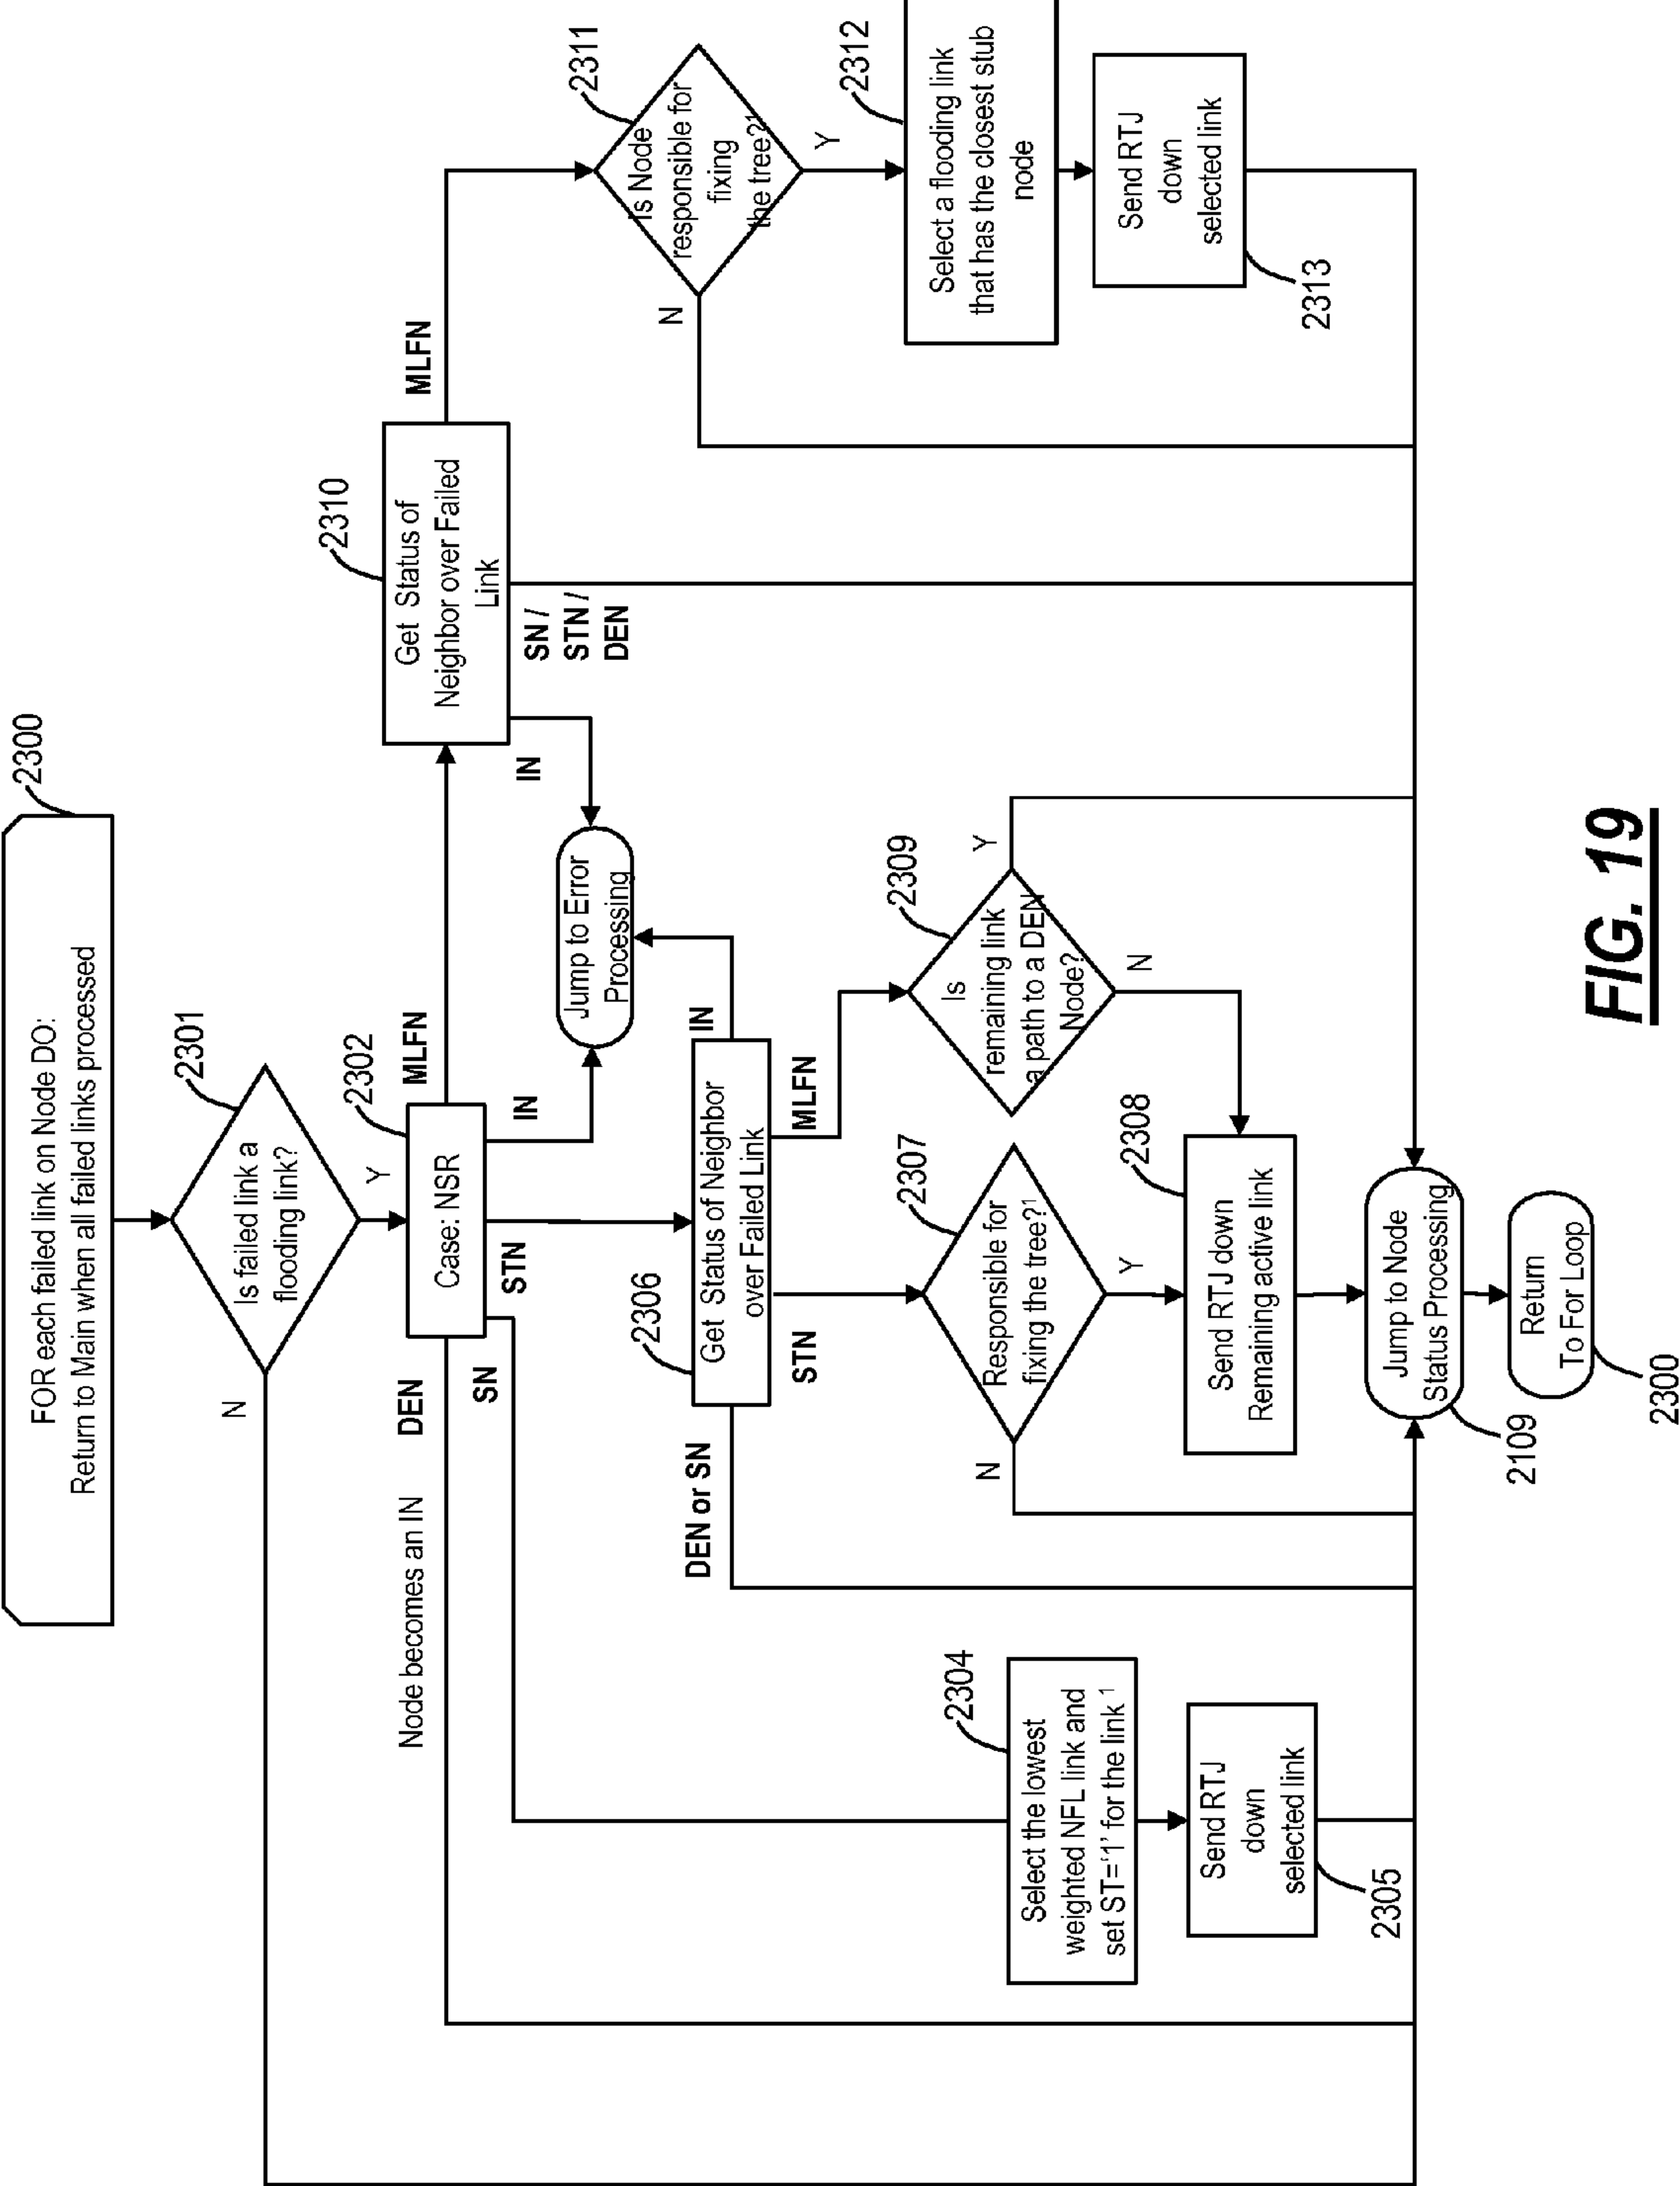 2300
FOR each failed link on Node DO:
Return to Main when all failed links processed
2301
Is failed link a
flooding link?
N
Y
2302
Case: NSR
DEN
Node becomes an IN
SN
STN
IN
MLFN
2310
Get Status of
Neighbor over Failed
Link
IN
SN /
STN /
DEN
MLFN
Jump to Error
Processing
2311
Is Node
responsible for
fixing
the tree?¹
N
Y
2312
Select a flooding link
that has the closest stub
node
Send RTJ
down
selected link
2313
2306
Get Status of Neighbor
over Failed Link
DEN or SN
STN
MLFN
IN
2304
Select the lowest
weighted NFL link and
set ST='1' for the link ¹
Send RTJ
down
selected link
2305
2307
Responsible for
fixing the tree?¹
N
Y
2309
Is
remaining link
a path to a DEN
Node?
Y
N
2308
Send RTJ down
Remaining active link
Jump to Node
Status Processing
2109
Return
To For Loop
2300
FIG. 19